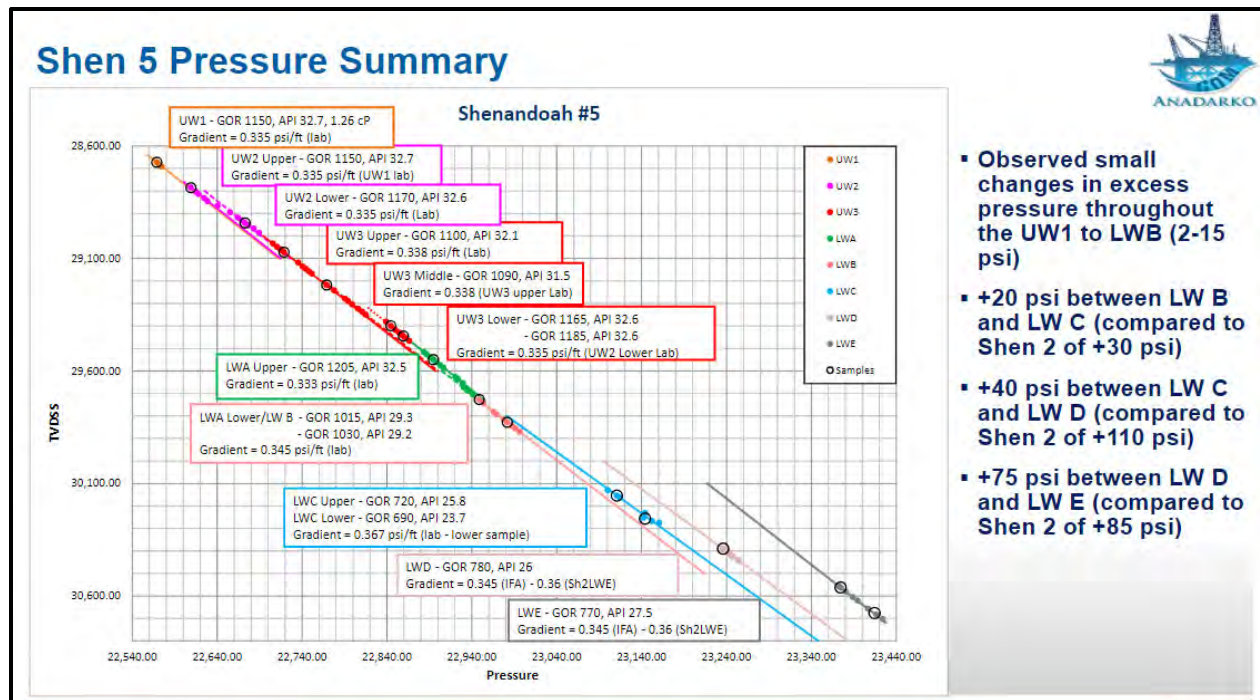 Shen 5 Pressure Summary
GOM
ANADARKO
Shenandoah #5
UW1 - GOR 1150, API 32.7, 1.26 cP
Gradient = 0.335 psi/ft (lab)
UW2 Upper - GOR 1150, API 32.7
Gradient = 0.335 psi/ft (UW1 lab)
UW2 Lower - GOR 1170, API 32.6
Gradient = 0.335 psi/ft (Lab)
UW3 Upper - GOR 1100, API 32.1
Gradient = 0.338 psi/ft (Lab)
UW3 Middle - GOR 1090, API 31.5
Gradient = 0.338 (UW3 upper Lab)
UW3 Lower - GOR 1165, API 32.6
- GOR 1185, API 32.6
Gradient = 0.335 psi/ft (UW2 Lower Lab)
LWA Upper - GOR 1205, API 32.5
Gradient = 0.333 psi/ft (lab)
LWA Lower/LW B - GOR 1015, API 29.3
- GOR 1030, API 29.2
Gradient = 0.345 psi/ft (lab)
LWC Upper - GOR 720, API 25.8
LWC Lower - GOR 690, API 23.7
Gradient = 0.367 psi/ft (lab - lower sample)
LWD - GOR 780, API 26
Gradient = 0.345 (IFA) - 0.36 (Sh2LWE)
LWE - GOR 770, API 27.5
Gradient = 0.345 (IFA) - 0.36 (Sh2LWE)
UW1
UW2
UW3
LWA
LWB
LWC
LWD
LWE
Samples
TVDSS
28,600.00
29,100.00
29,600.00
30,100.00
30,600.00
22,540.00
22,640.00
22,740.00
22,840.00
22,940.00
23,040.00
23,140.00
23,240.00
23,340.00
23,440.00
Pressure
▪ Observed small
changes in excess
pressure throughout
the UW1 to LWB (2-15
psi)
▪ +20 psi between LW B
and LW C (compared to
Shen 2 of +30 psi)
▪ +40 psi between LW C
and LW D (compared to
Shen 2 of +110 psi)
▪ +75 psi between LW D
and LW E (compared to
Shen 2 of +85 psi)